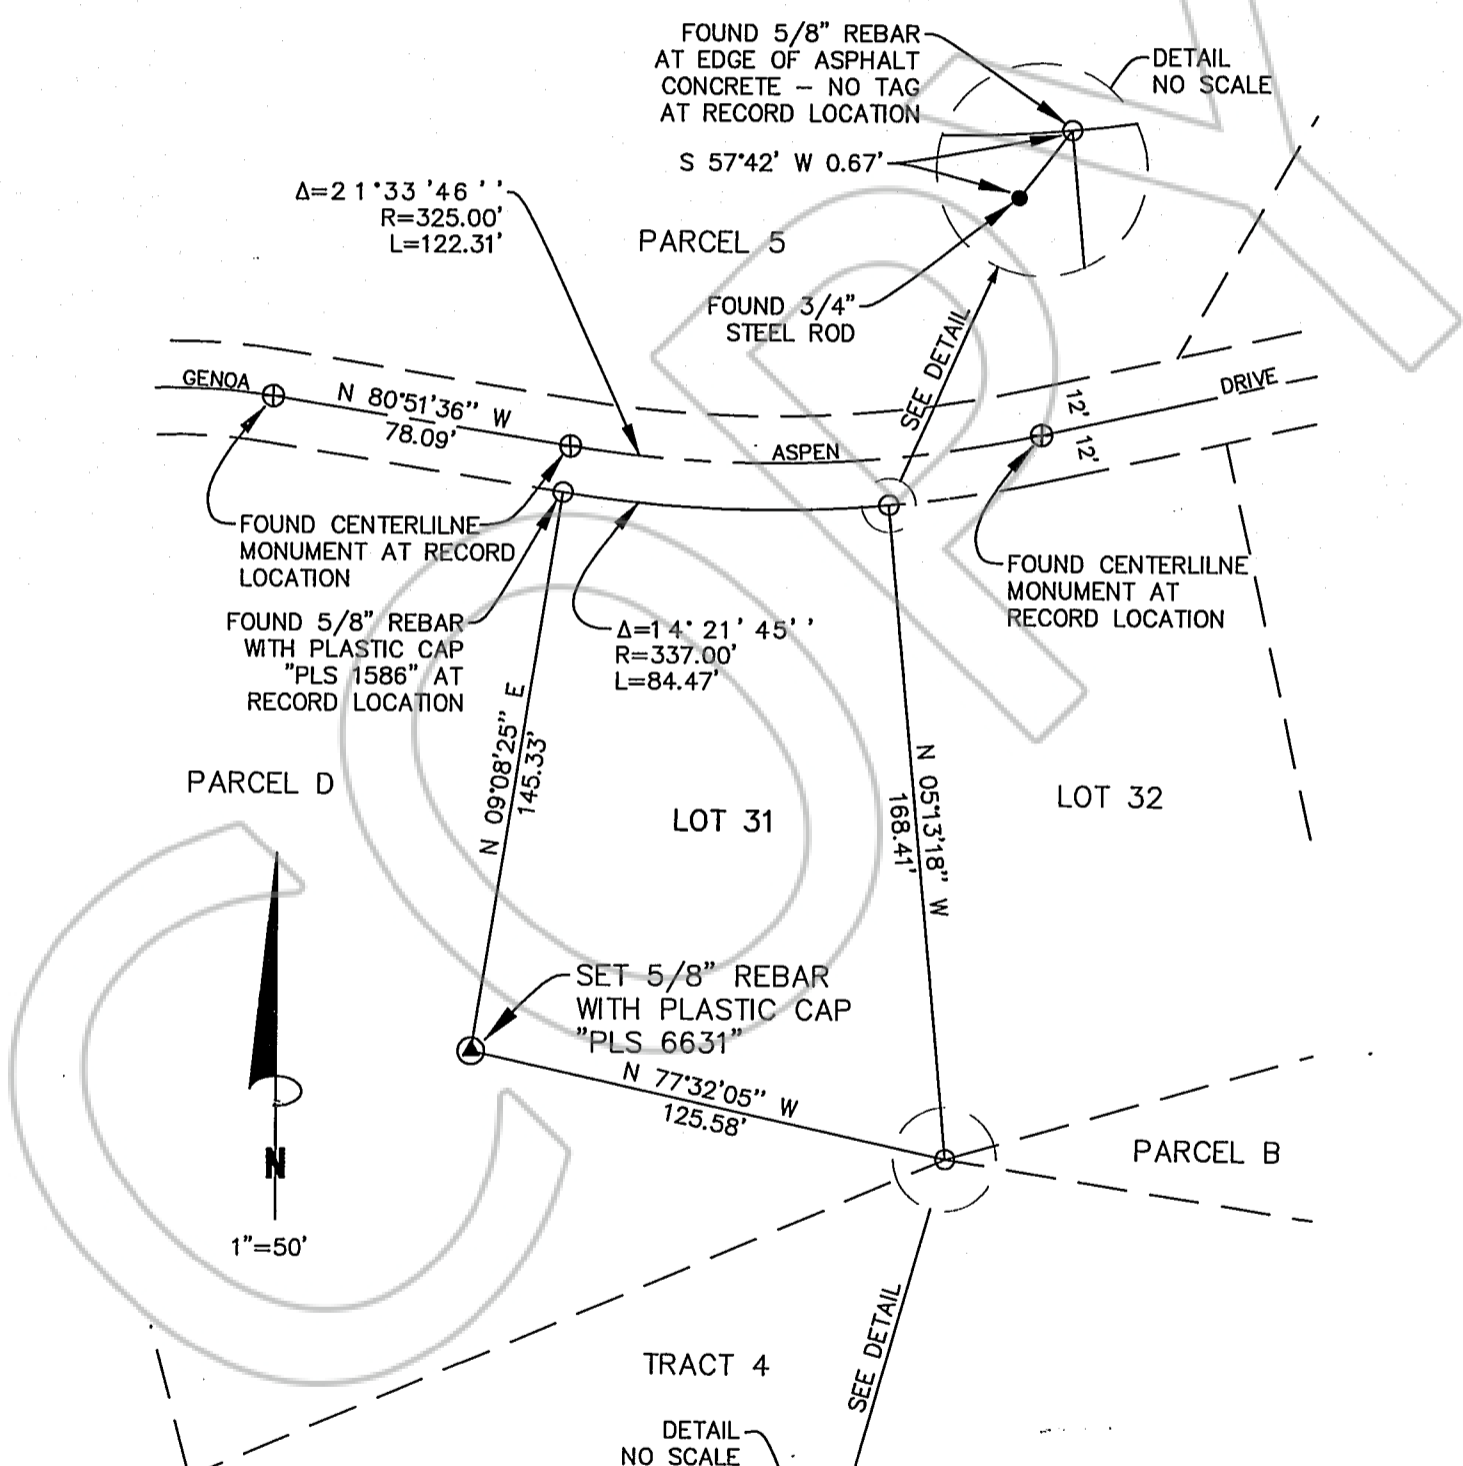 FOUND 5/8" REBAR
AT EDGE OF ASPHALT
CONCRETE – NO TAG
AT RECORD LOCATION
DETAIL
NO SCALE
S 57°42' W 0.67'
Δ=21°33'46''
R=325.00'
L=122.31'
PARCEL 5
FOUND 3/4"
STEEL ROD
SEE DETAIL
GENOA
N 80°51'36" W
78.09'
ASPEN
12'
12'
DRIVE
FOUND CENTERLILNE
MONUMENT AT RECORD
LOCATION
FOUND CENTERLILNE
MONUMENT AT
RECORD LOCATION
FOUND 5/8" REBAR
WITH PLASTIC CAP
"PLS 1586" AT
RECORD LOCATION
Δ=14°21'45''
R=337.00'
L=84.47'
N 09°08'25" E
145.33'
N 05°13'18" W
168.41'
PARCEL D
LOT 31
LOT 32
SET 5/8" REBAR
WITH PLASTIC CAP
"PLS 6631"
N 77°32'05" W
125.58'
N
1"=50'
PARCEL B
SEE DETAIL
TRACT 4
DETAIL
NO SCALE
COPY